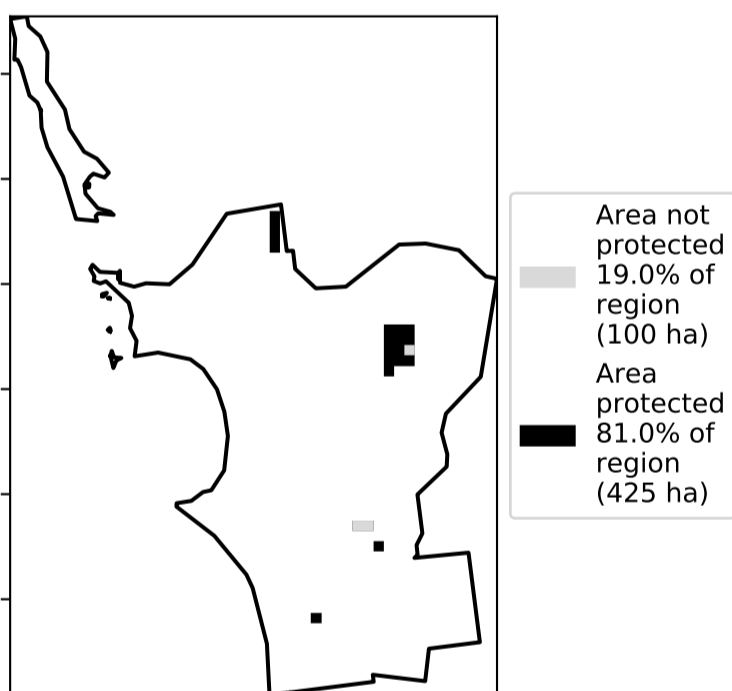 Area not
protected
19.0% of
region
(100 ha)
Area
protected
81.0% of
region
(425 ha)